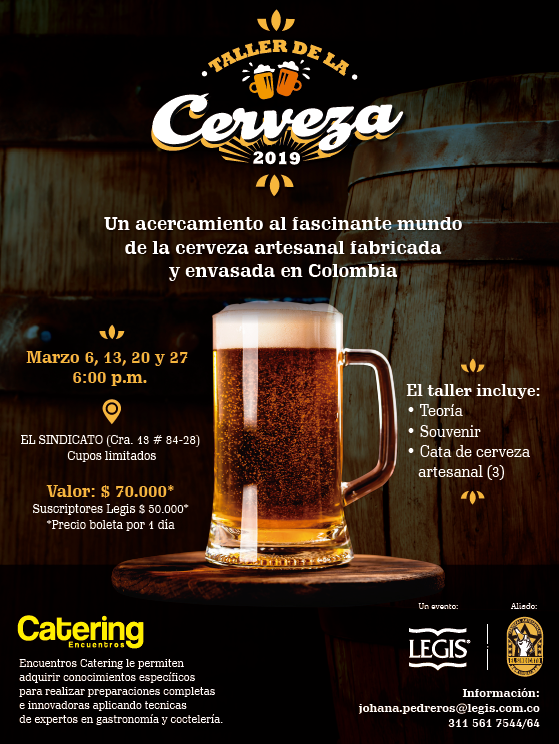 TALLER DE LA
Cerveza
2019
Un acercamiento al fascinante mundo
de la cerveza artesanal fabricada
y envasada en Colombia
Marzo 6, 13, 20 y 27
6:00 p.m.
EL SINDICATO (Cra. 13 # 84-28)
Cupos limitados
Valor: $ 70.000*
Suscriptores Legis $ 50.000*
*Precio boleta por 1 día
El taller incluye:
• Teoría
• Souvenir
• Cata de cerveza
artesanal (3)
Catering
Encuentros
Encuentros Catering le permiten
adquirir conocimientos específicos
para realizar preparaciones completas
e innovadoras aplicando tecnicas
de expertos en gastronomía y coctelería.
Un evento:
LEGIS®
Aliado:
EL SINDICATO
Información:
johana.pedreros@legis.com.co
311 561 7544/64